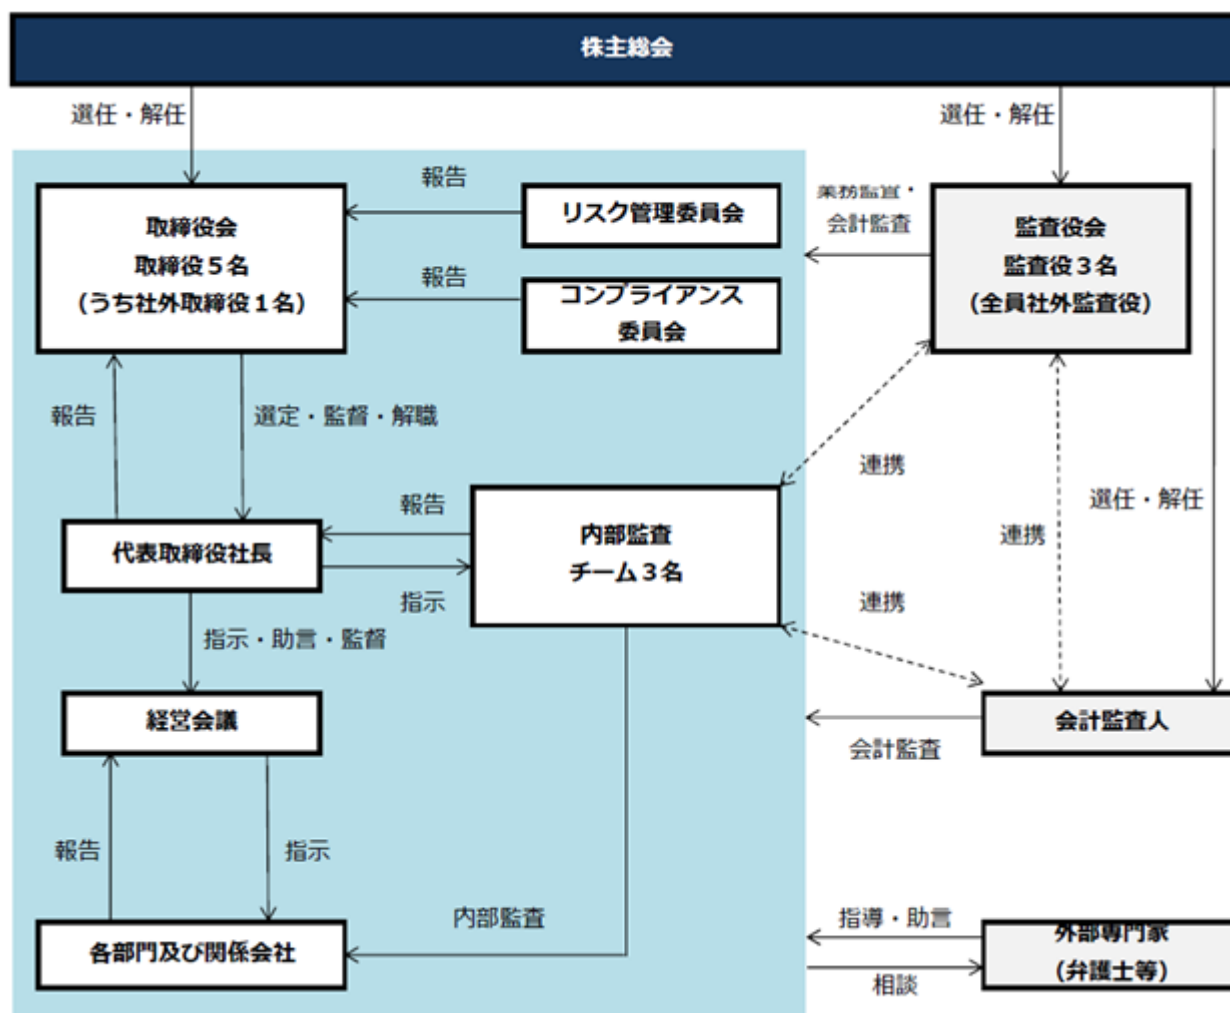 株主総会
選任・解任
選任・解任
報告
業務監査・
会計監査
リスク管理委員会
取締役会
取締役５名
(うち社外取締役１名)
監査役会
監査役３名
(全員社外監査役)
報告
コンプライアンス
委員会
報告
選定・監督・解職
連携
選任・解任
報告
内部監査
チーム３名
代表取締役社長
連携
指示
連携
指示・助言・監督
経営会議
会計監査人
会計監査
報告
指示
内部監査
指導・助言
各部門及び関係会社
外部専門家
(弁護士等)
相談